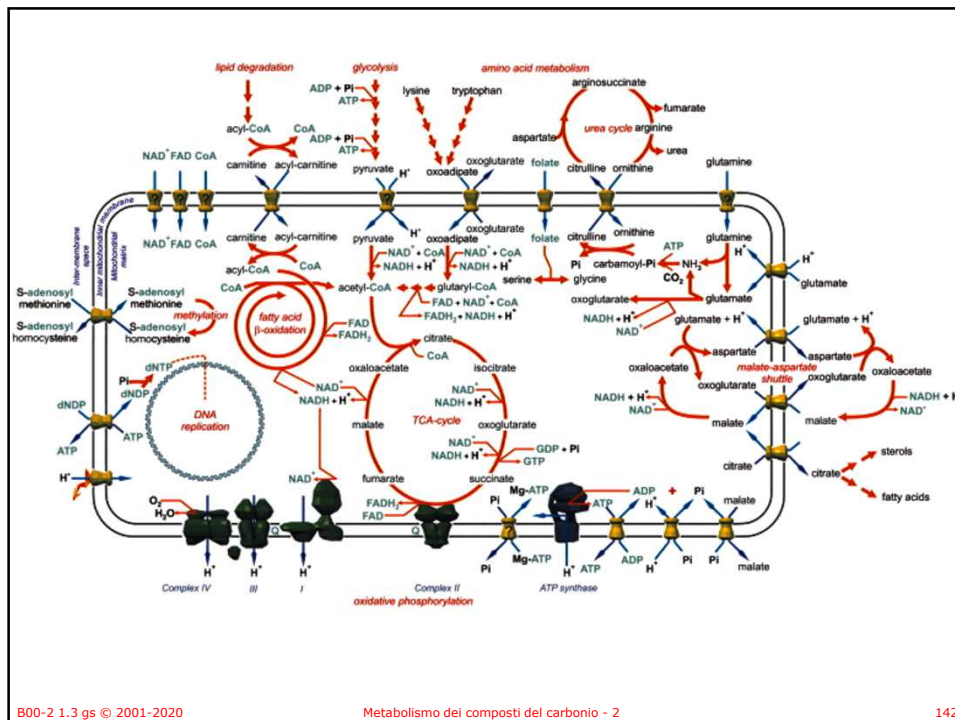 lipid degradation
glycolysis
amino acid metabolism
ADP + Pi
ATP
lysine
tryptophan
arginosuccinate
fumarate
urea cycle
arginine
urea
aspartate
acyl-CoA
CoA
ADP + Pi
ATP
NAD⁺ FAD CoA
carnitine
acyl-carnitine
pyruvate
H⁺
oxoadipate
oxoglutarate
folate
citrulline
ornithine
glutamine
?
?
?
?
Inter-membrane
space
Inner mitochondrial membrane
Mitochondrial
matrix
NAD⁺ FAD CoA
carnitine
acyl-carnitine
pyruvate
H⁺
oxoadipate
oxoglutarate
folate
citrulline
ornithine
glutamine
acyl-CoA
CoA
CoA
NAD⁺ + CoA
NADH + H⁺
NAD⁺ + CoA
NADH + H⁺
serine
glycine
Pi
carbamoyl-Pi
ATP
NH₃
CO₂
H⁺
H⁺
glutamate
glutamate
acetyl-CoA
glutaryl-CoA
FAD + NAD⁺ + CoA
FADH₃ + NADH + H⁺
oxoglutarate
NADH + H⁺
NAD⁺
S-adenosyl
methionine
S-adenosyl
methionine
methylation
S-adenosyl
homocysteine
S-adenosyl
homocysteine
fatty acid
β-oxidation
FAD
FADH₂
glutamate + H⁺
glutamate + H⁺
aspartate
aspartate
malate-aspartate
shuttle
oxaloacetate
oxoglutarate
oxoglutarate
oxaloacetate
NADH + H⁺
NAD⁺
malate
malate
NADH + H
NAD⁺
citrate
CoA
oxaloacetate
isocitrate
NAD⁺
NADH + H⁺
NAD⁺
NADH + H⁺
malate
TCA-cycle
oxoglutarate
NAD⁺
NADH + H⁺
GDP + Pi
GTP
fumarate
succinate
FADH₂
FAD
dNTP
Pi
dNDP
DNA
replication
dNDP
ATP
ATP
H⁺
citrate
citrate
sterols
fatty acids
O₂
H₂O
NAD⁺
Q
Q
Pi
Mg-ATP
ADP
+
ATP
H⁺
Pi
malate
?
H⁺
H⁺
H⁺
Pi
Mg-ATP
H⁺
ATP
ADP
H⁺
Pi
Pi
malate
Complex IV
III
I
Complex II
ATP synthase
oxidative phosphorylation
B00-2 1.3 gs © 2001-2020
Metabolismo dei composti del carbonio - 2
142